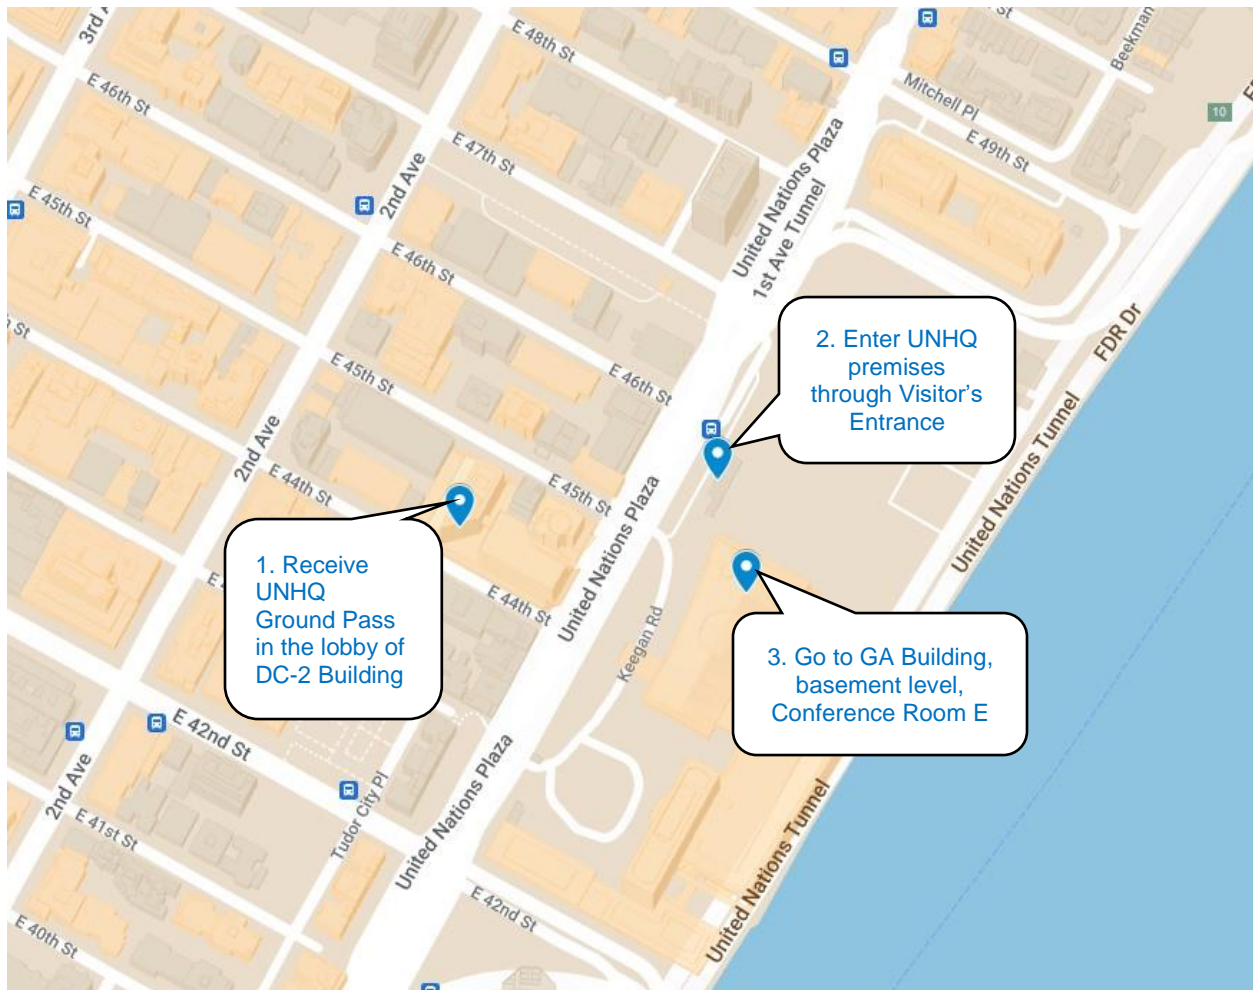 3rd A
E 48th St
Beekman
E 46th St
Mitchell Pl
10
E 47th St
E 49th St
2nd Ave
United Nations Plaza
1st Ave Tunnel
E 45th St
E 46th St
FDR Dr
2. Enter UNHQ
premises
through Visitor’s
Entrance
E 45th St
E 46th St
2nd Ave
E 44th St
E 45th St
United Nations Plaza
United Nations Tunnel
1. Receive
UNHQ
Ground Pass
in the lobby of
DC-2 Building
E 44th St
Keegan Rd
3. Go to GA Building,
basement level,
Conference Room E
E 42nd St
2nd Ave
E 41st St
Tudor City Pl
United Nations Plaza
United Nations Tunnel
E 42nd St
E 40th St